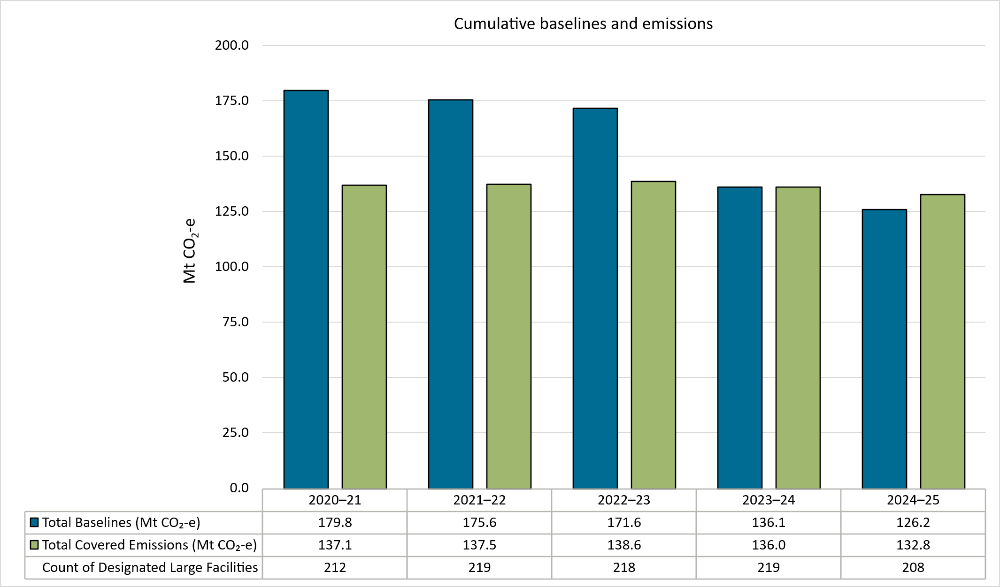 Cumulative baselines and emissions
200.0
175.0
150.0
125.0
100.0
75.0
50.0
25.0
0.0
Mt CO₂-e
2020–21 2021–22 2022–23 2023–24 2024–25
Total Baselines (Mt CO₂-e) 179.8 175.6 171.6 136.1 126.2
Total Covered Emissions (Mt CO₂-e) 137.1 137.5 138.6 136.0 132.8
Count of Designated Large Facilities 212 219 218 219 208